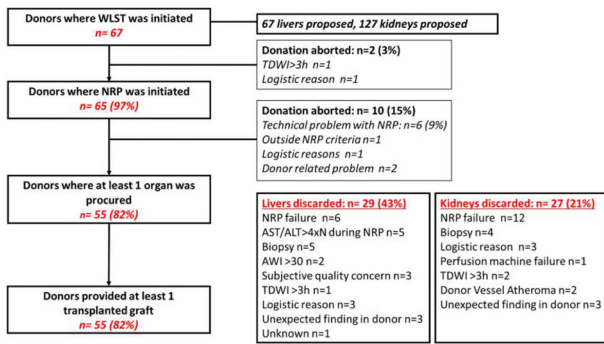 Donors where WLST was initiated
n= 67
67 livers proposed, 127 kidneys proposed
Donation aborted: n=2 (3%)
TDWI>3h n=1
Logistic reason n=1
Donors where NRP was initiated
n= 65 (97%)
Donation aborted: n= 10 (15%)
Technical problem with NRP: n=6 (9%)
Outside NRP criteria n=1
Logistic reasons n=1
Donor related problem n=2
Donors where at least 1 organ was
procured
n= 55 (82%)
Livers discarded: n= 29 (43%)
NRP failure n=6
AST/ALT>4xN during NRP n=5
Biopsy n=5
AWI >30 n=2
Subjective quality concern n=3
TDWI>3h n=1
Logistic reason n=3
Unexpected finding in donor n=3
Unknown n=1
Kidneys discarded: n= 27 (21%)
NRP failure n=12
Biopsy n=4
Logistic reason n=3
Perfusion machine failure n=1
TDWI>3h n=2
Donor Vessel Atheroma n=2
Unexpected finding in donor n=3
Donors provided at least 1
transplanted graft
n= 55 (82%)